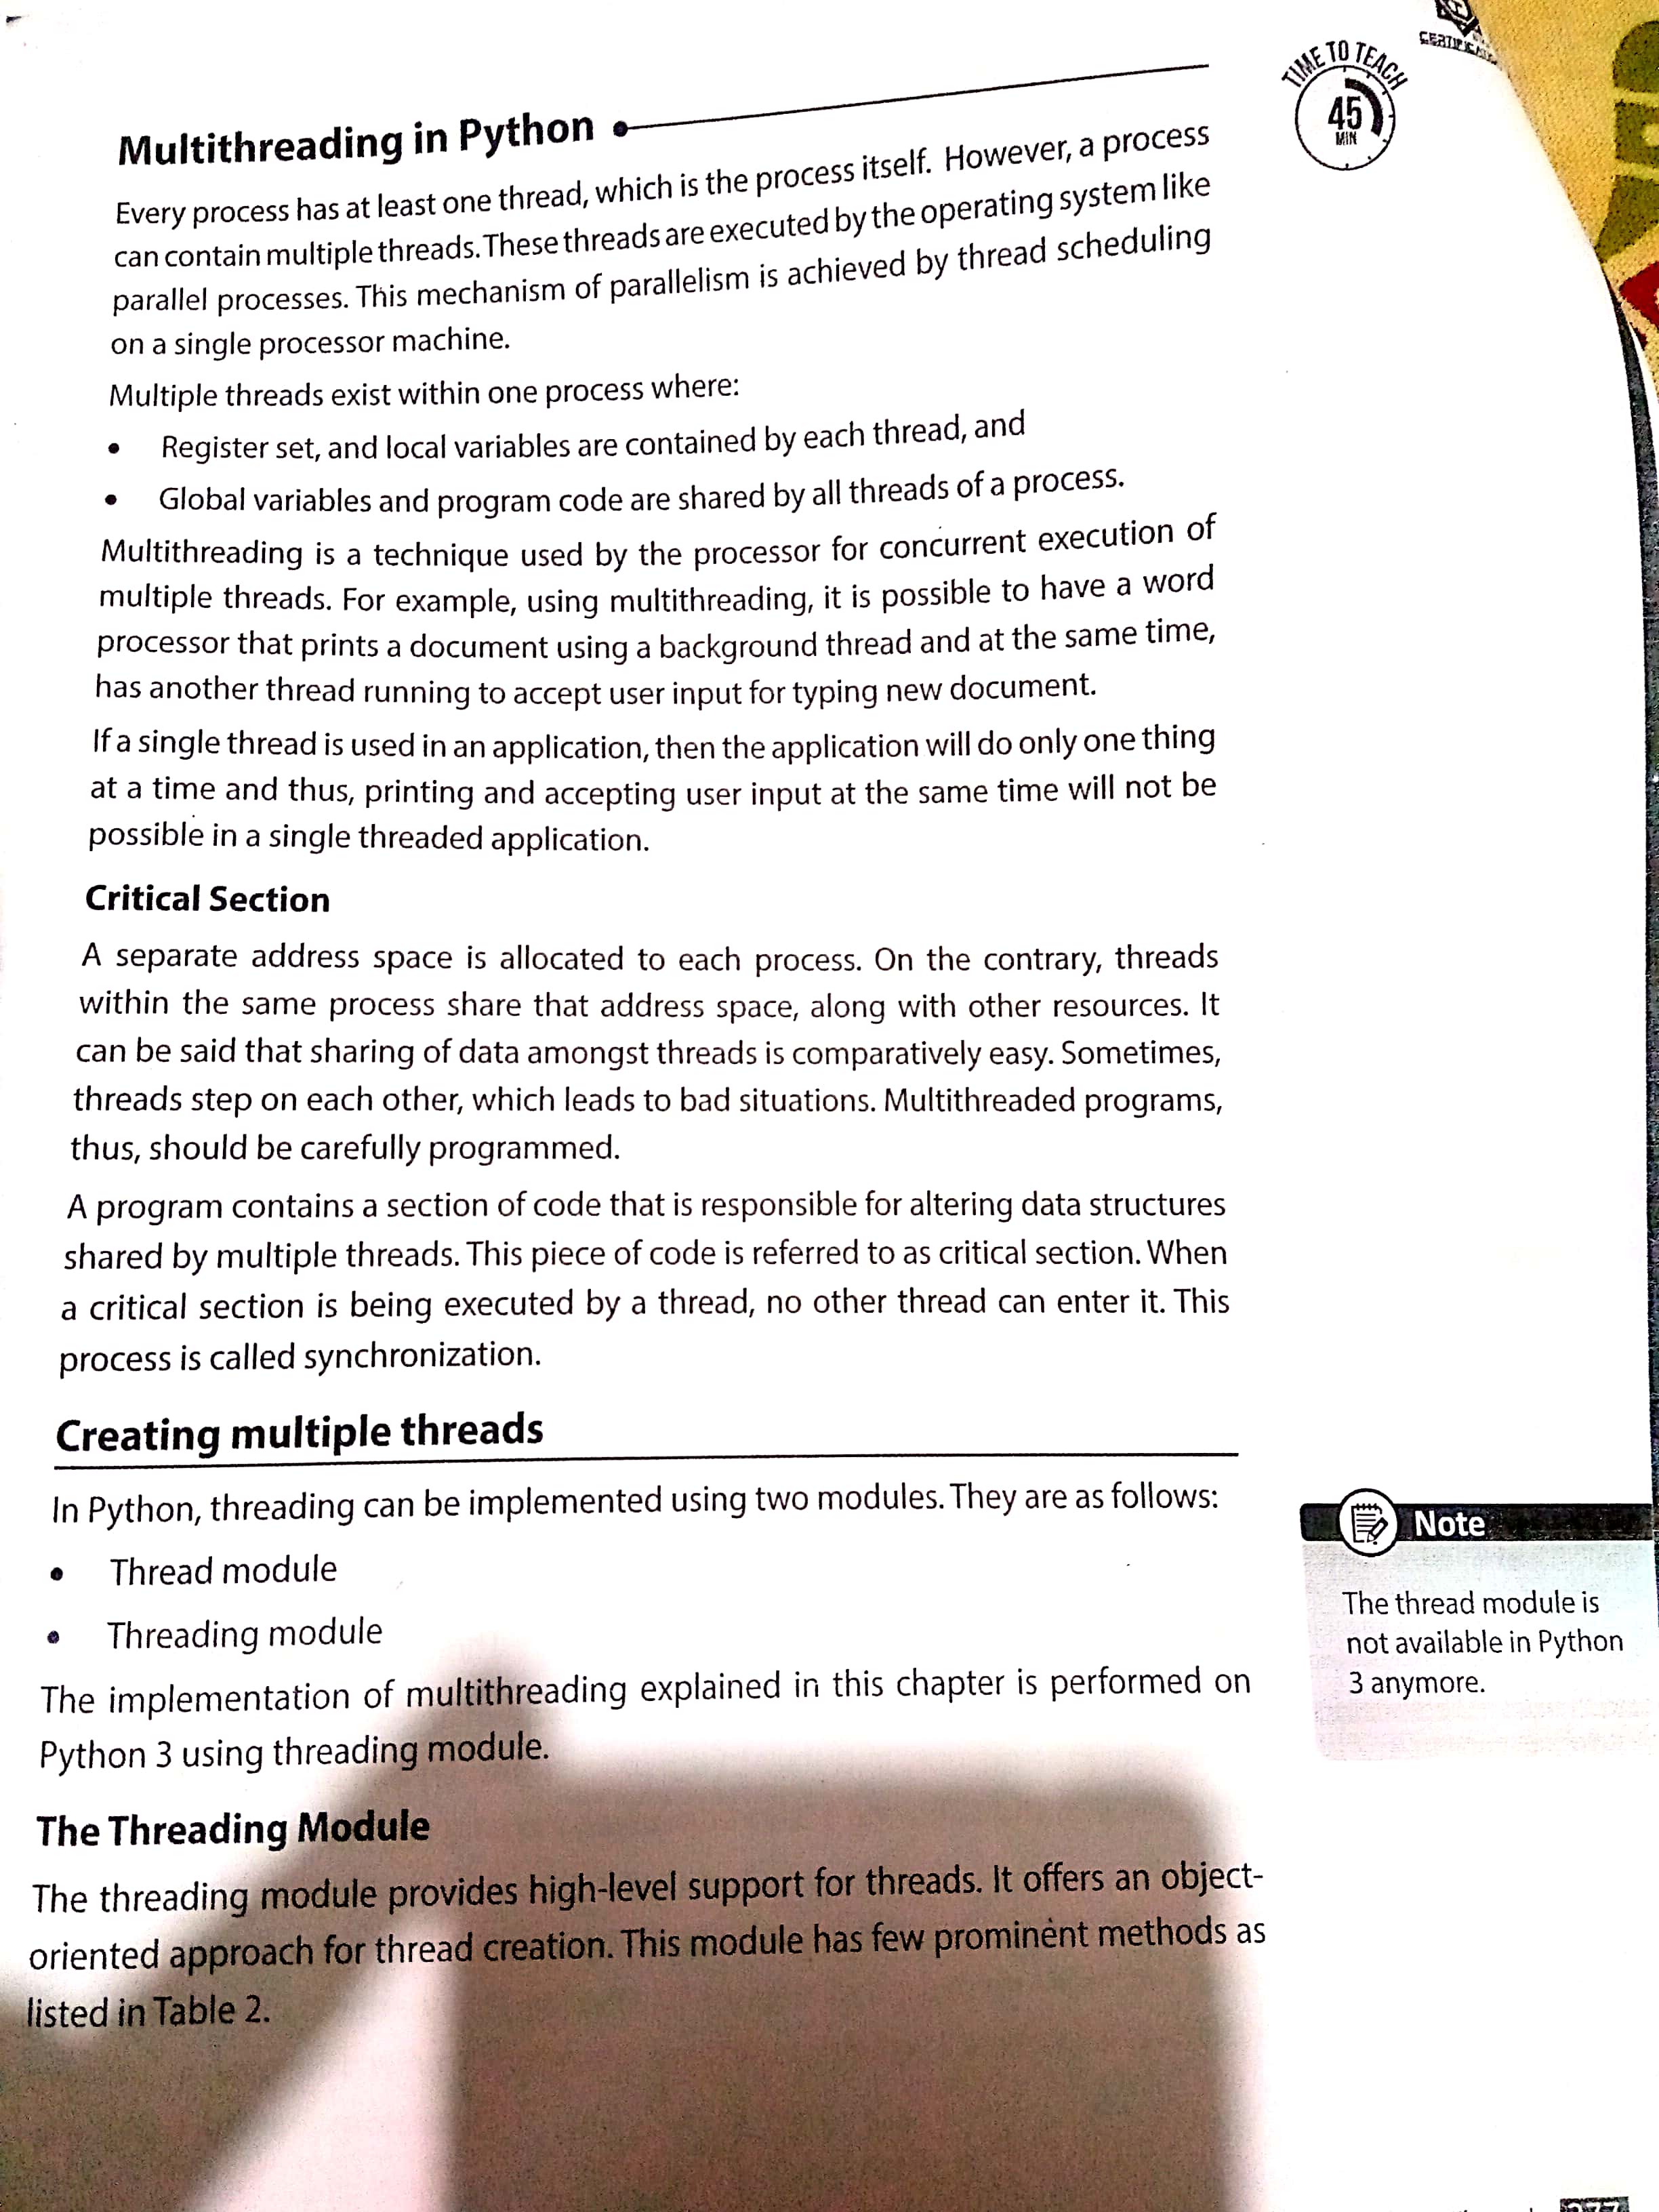 CERTIFICA
TIME TO TEACH
45
MIN
Multithreading in Python
Every process has at least one thread, which is the process itself. However, a process
can contain multiple threads. These threads are executed by the operating system like
parallel processes. This mechanism of parallelism is achieved by thread scheduling
on a single processor machine.
Multiple threads exist within one process where:
• Register set, and local variables are contained by each thread, and
• Global variables and program code are shared by all threads of a process.
Multithreading is a technique used by the processor for concurrent execution of
multiple threads. For example, using multithreading, it is possible to have a word
processor that prints a document using a background thread and at the same time,
has another thread running to accept user input for typing new document.
If a single thread is used in an application, then the application will do only one thing
at a time and thus, printing and accepting user input at the same time will not be
possible in a single threaded application.
Critical Section
A separate address space is allocated to each process. On the contrary, threads
within the same process share that address space, along with other resources. It
can be said that sharing of data amongst threads is comparatively easy. Sometimes,
threads step on each other, which leads to bad situations. Multithreaded programs,
thus, should be carefully programmed.
A program contains a section of code that is responsible for altering data structures
shared by multiple threads. This piece of code is referred to as critical section. When
a critical section is being executed by a thread, no other thread can enter it. This
process is called synchronization.
Creating multiple threads
In Python, threading can be implemented using two modules. They are as follows:
• Thread module
• Threading module
The implementation of multithreading explained in this chapter is performed on
Python 3 using threading module.
Note
The thread module is
not available in Python
3 anymore.
The Threading Module
The threading module provides high-level support for threads. It offers an object-
oriented approach for thread creation. This module has few prominent methods as
listed in Table 2.